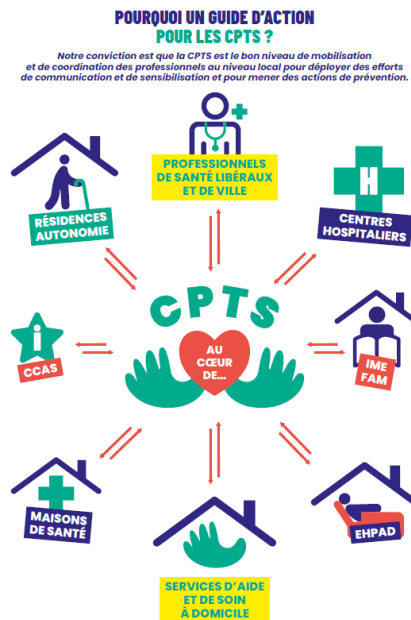 POURQUOI UN GUIDE D'ACTION
POUR LES CPTS ?
Notre conviction est que la CPTS est le bon niveau de mobilisation
et de coordination des professionnels au niveau local pour déployer des efforts
de communication et de sensibilisation et pour mener des actions de prévention.
PROFESSIONNELS
DE SANTÉ LIBÉRAUX
ET DE VILLE
RÉSIDENCES
AUTONOMIE
H
CENTRES
HOSPITALIERS
CPTS
AU
CŒUR
DE...
i
CCAS
IME
FAM
MAISONS
DE SANTÉ
EHPAD
SERVICES D'AIDE
ET DE SOIN
À DOMICILE